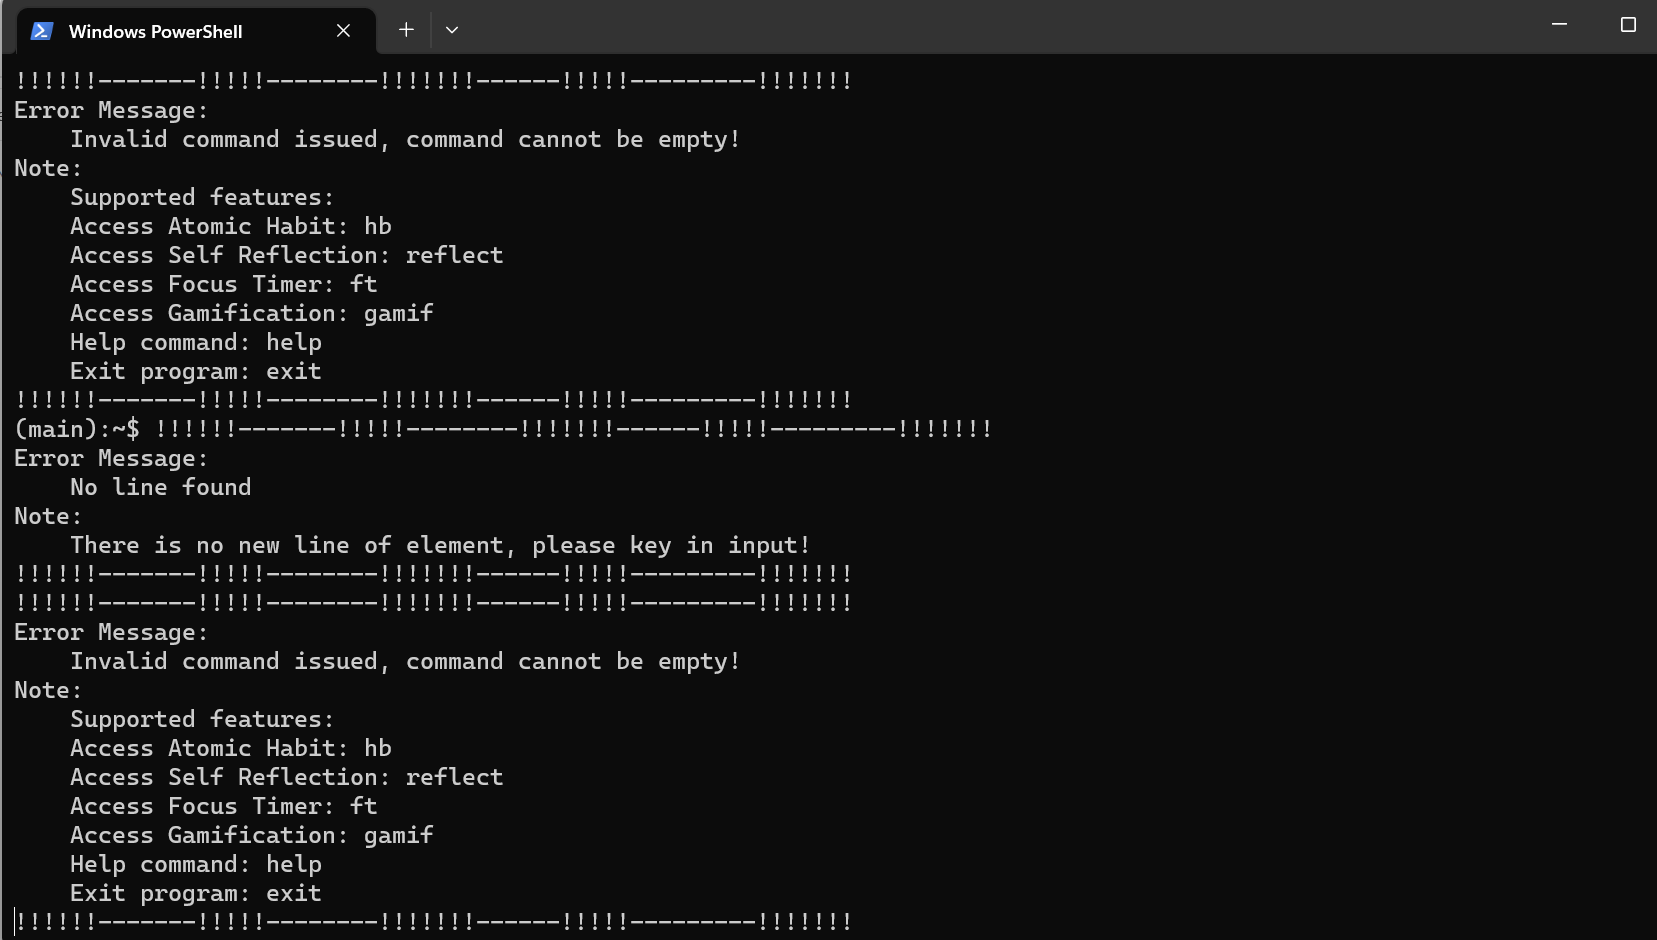 Windows PowerShell
!!!!!!-------!!!!!--------!!!!!!!------!!!!!---------!!!!!!!
Error Message:
    Invalid command issued, command cannot be empty!
Note:
    Supported features:
    Access Atomic Habit: hb
    Access Self Reflection: reflect
    Access Focus Timer: ft
    Access Gamification: gamif
    Help command: help
    Exit program: exit
!!!!!!-------!!!!!--------!!!!!!!------!!!!!---------!!!!!!!
(main):~$ !!!!!!-------!!!!!--------!!!!!!!------!!!!!---------!!!!!!!
Error Message:
    No line found
Note:
    There is no new line of element, please key in input!
!!!!!!-------!!!!!--------!!!!!!!------!!!!!---------!!!!!!!
!!!!!!-------!!!!!--------!!!!!!!------!!!!!---------!!!!!!!
Error Message:
    Invalid command issued, command cannot be empty!
Note:
    Supported features:
    Access Atomic Habit: hb
    Access Self Reflection: reflect
    Access Focus Timer: ft
    Access Gamification: gamif
    Help command: help
    Exit program: exit
!!!!!!-------!!!!!--------!!!!!!!------!!!!!---------!!!!!!!